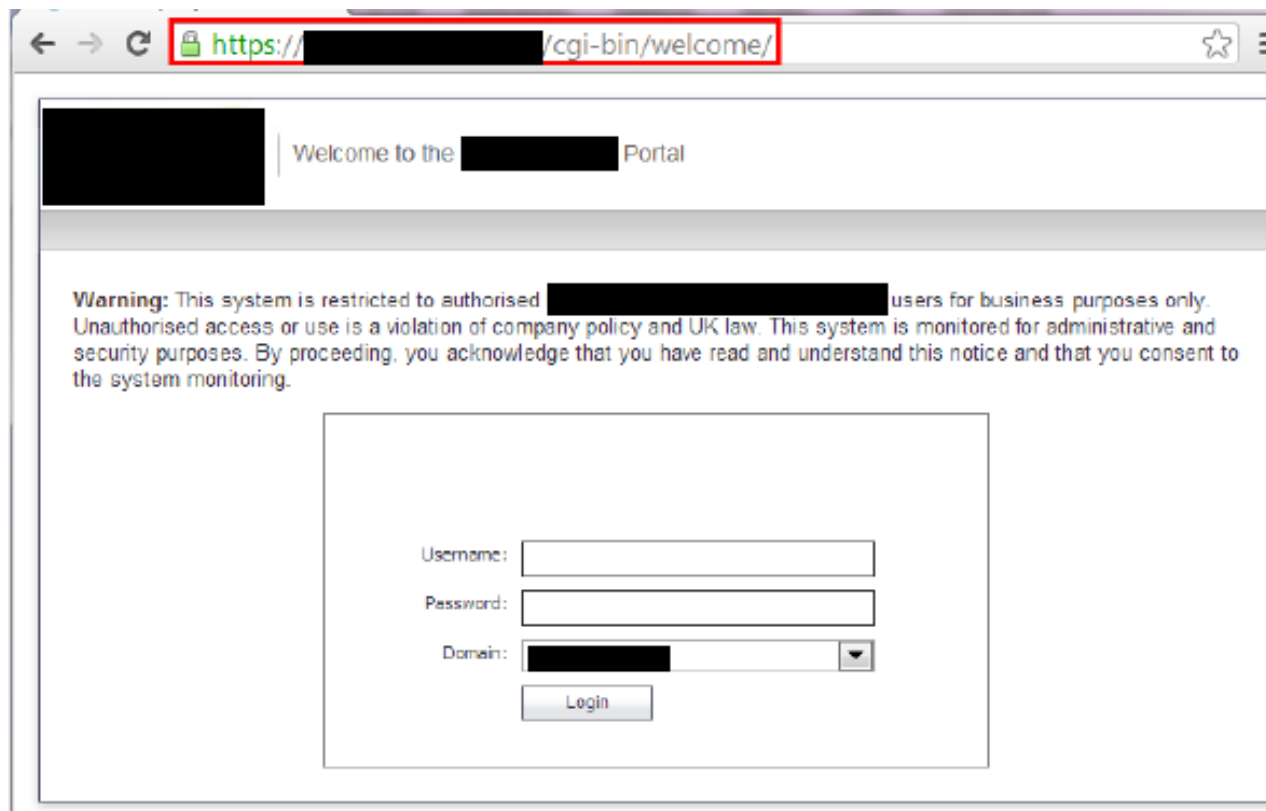 https:// /cgi-bin/welcome/
Welcome to the Portal
Warning: This system is restricted to authorised users for business purposes only.
Unauthorised access or use is a violation of company policy and UK law. This system is monitored for administrative and
security purposes. By proceeding, you acknowledge that you have read and understand this notice and that you consent to
the system monitoring.
Username:
Password:
Domain:
Login